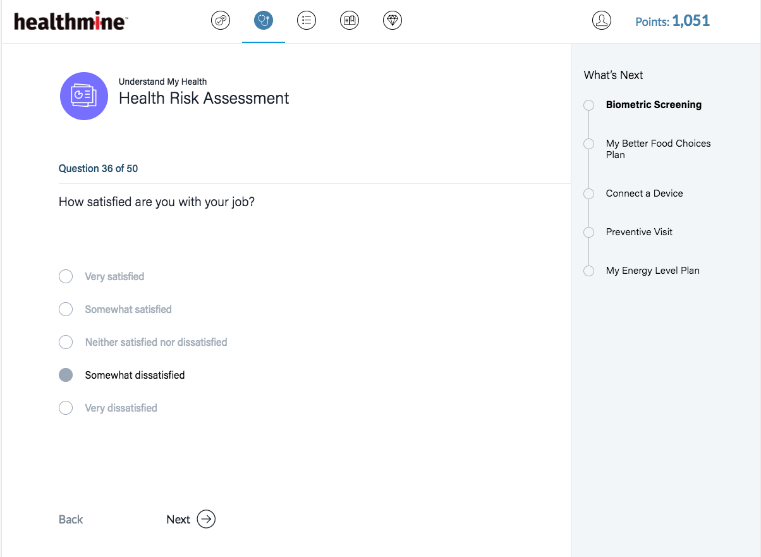 healthmine
Points: 1,051
Understand My Health
Health Risk Assessment
Question 36 of 50
How satisfied are you with your job?
Very satisfied
Somewhat satisfied
Neither satisfied nor dissatisfied
Somewhat dissatisfied
Very dissatisfied
Back
Next
What's Next
Biometric Screening
My Better Food Choices
Plan
Connect a Device
Preventive Visit
My Energy Level Plan